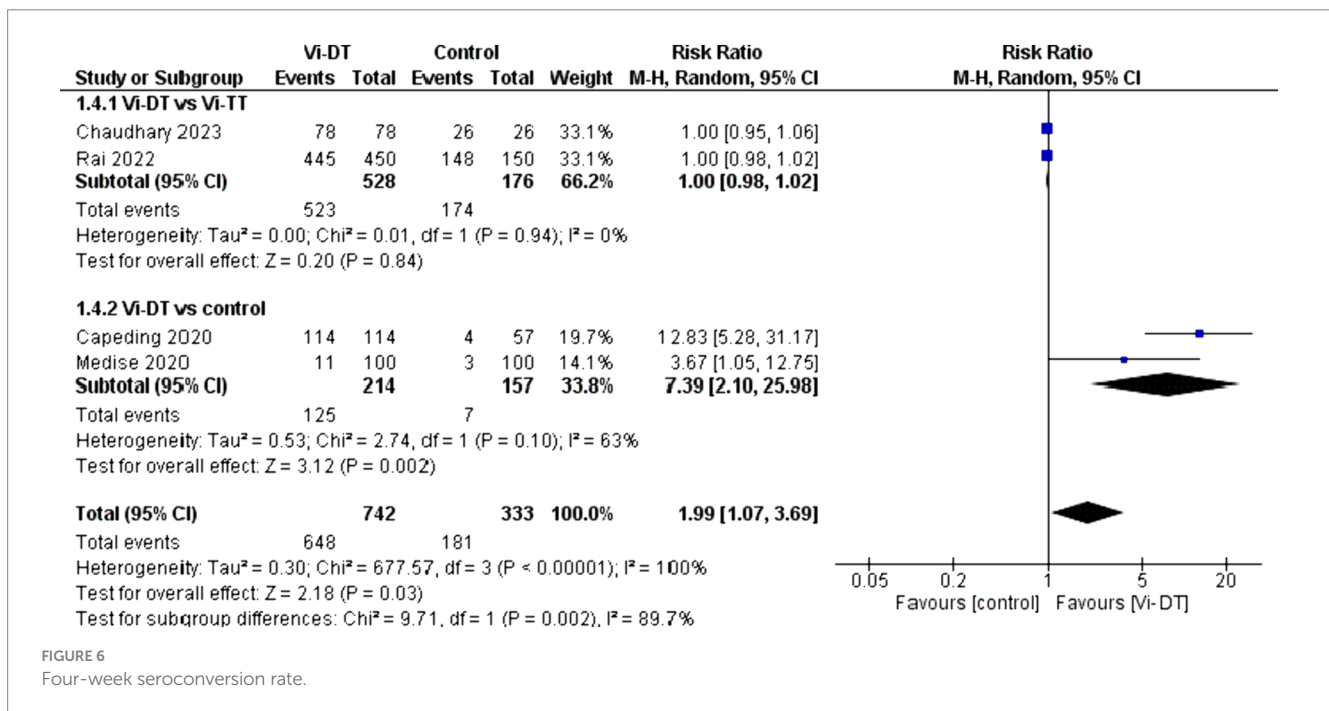 Vi-DT Control Risk Ratio Risk Ratio
Study or Subgroup Events Total Events Total Weight M-H, Random, 95% CI M-H, Random, 95% CI
1.4.1 Vi-DT vs Vi-TT
Chaudhary 2023 78 78 26 26 33.1% 1.00 [0.95, 1.06]
Rai 2022 445 450 148 150 33.1% 1.00 [0.98, 1.02]
Subtotal (95% CI) 528 176 66.2% 1.00 [0.98, 1.02]
Total events 523 174
Heterogeneity: Tau² = 0.00; Chi² = 0.01, df = 1 (P = 0.94); I² = 0%
Test for overall effect: Z = 0.20 (P = 0.84)
1.4.2 Vi-DT vs control
Capeding 2020 114 114 4 57 19.7% 12.83 [5.28, 31.17]
Medise 2020 11 100 3 100 14.1% 3.67 [1.05, 12.75]
Subtotal (95% CI) 214 157 33.8% 7.39 [2.10, 25.98]
Total events 125 7
Heterogeneity: Tau² = 0.53; Chi² = 2.74, df = 1 (P = 0.10); I² = 63%
Test for overall effect: Z = 3.12 (P = 0.002)
Total (95% CI) 742 333 100.0% 1.99 [1.07, 3.69]
Total events 648 181
Heterogeneity: Tau² = 0.30; Chi² = 677.57, df = 3 (P < 0.00001); I² = 100%
Test for overall effect: Z = 2.18 (P = 0.03)
Test for subgroup differences: Chi² = 9.71, df = 1 (P = 0.002), I² = 89.7%
0.05 0.2 1 5 20
Favours [control] Favours [Vi-DT]
FIGURE 6
Four-week seroconversion rate.